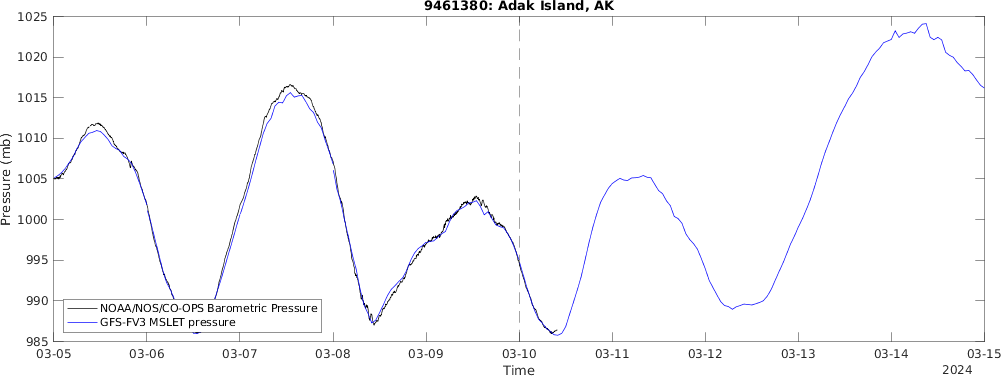 9461380: Adak Island, AK
Pressure (mb)
1025
1020
1015
1010
1005
1000
995
990
985
NOAA/NOS/CO-OPS Barometric Pressure
GFS-FV3 MSLET pressure
03-05 03-06 03-07 03-08 03-09 03-10 03-11 03-12 03-13 03-14 03-15
Time
2024